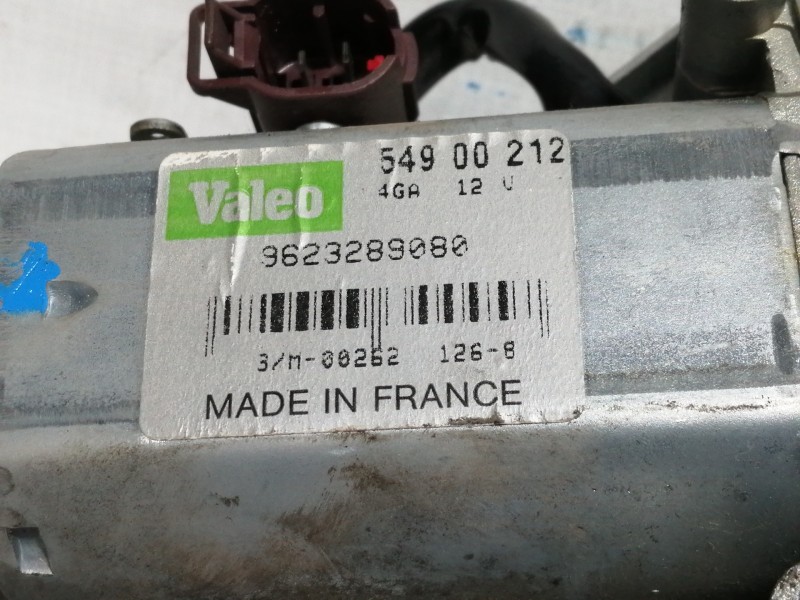 Valeo
549 00 212
4GA 12 V
9623289080
3/M-00262 126-8
MADE IN FRANCE